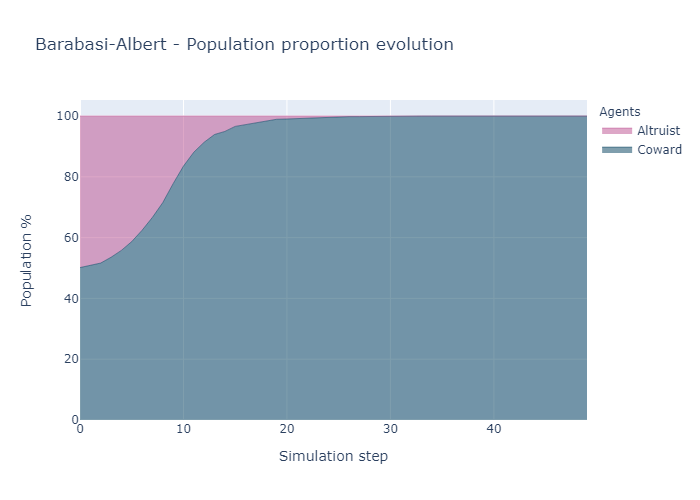 Barabasi-Albert - Population proportion evolution
Agents
Altruist
Coward
Population %
100
80
60
40
20
0
0 10 20 30 40
Simulation step